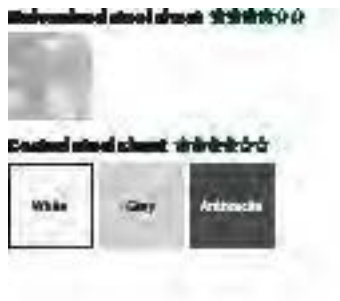 Galvanised steel sheet ★★★★☆☆
Coated steel sheet ★★★★☆☆
White Grey Anthracite